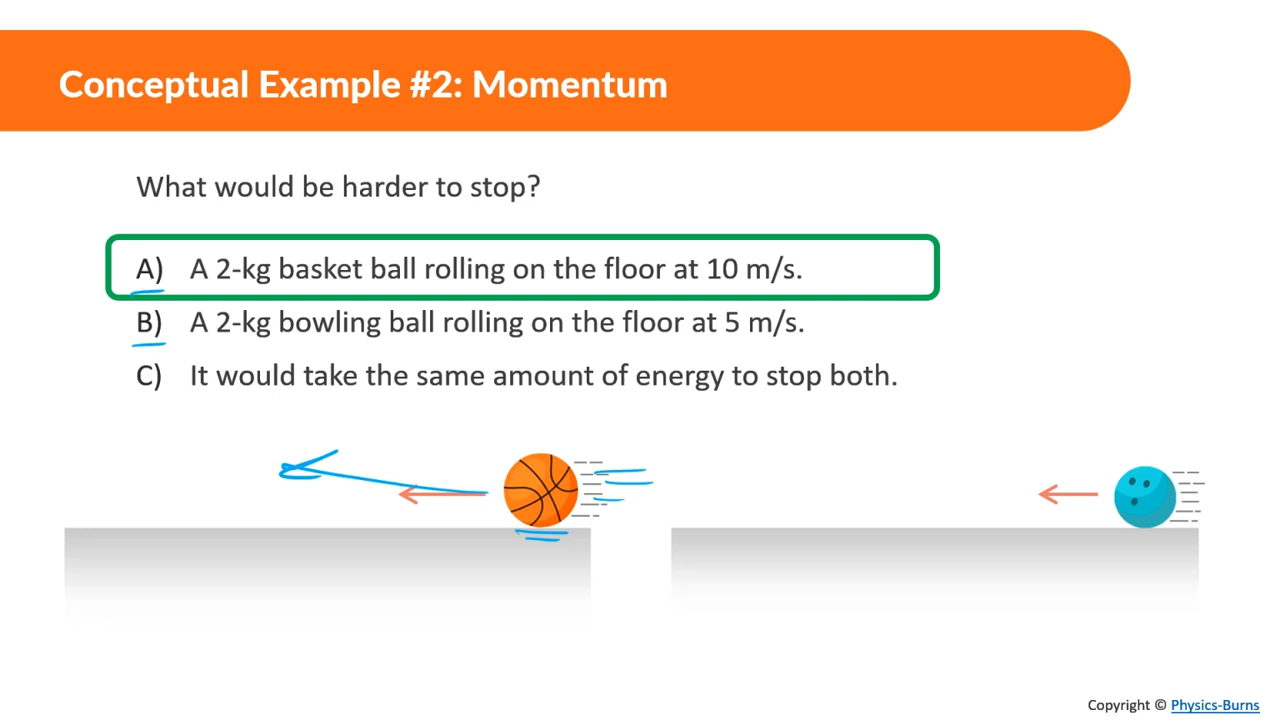 Conceptual Example #2: Momentum
What would be harder to stop?
A) A 2-kg basket ball rolling on the floor at 10 m/s.
B) A 2-kg bowling ball rolling on the floor at 5 m/s.
C) It would take the same amount of energy to stop both.
Copyright © Physics-Burns